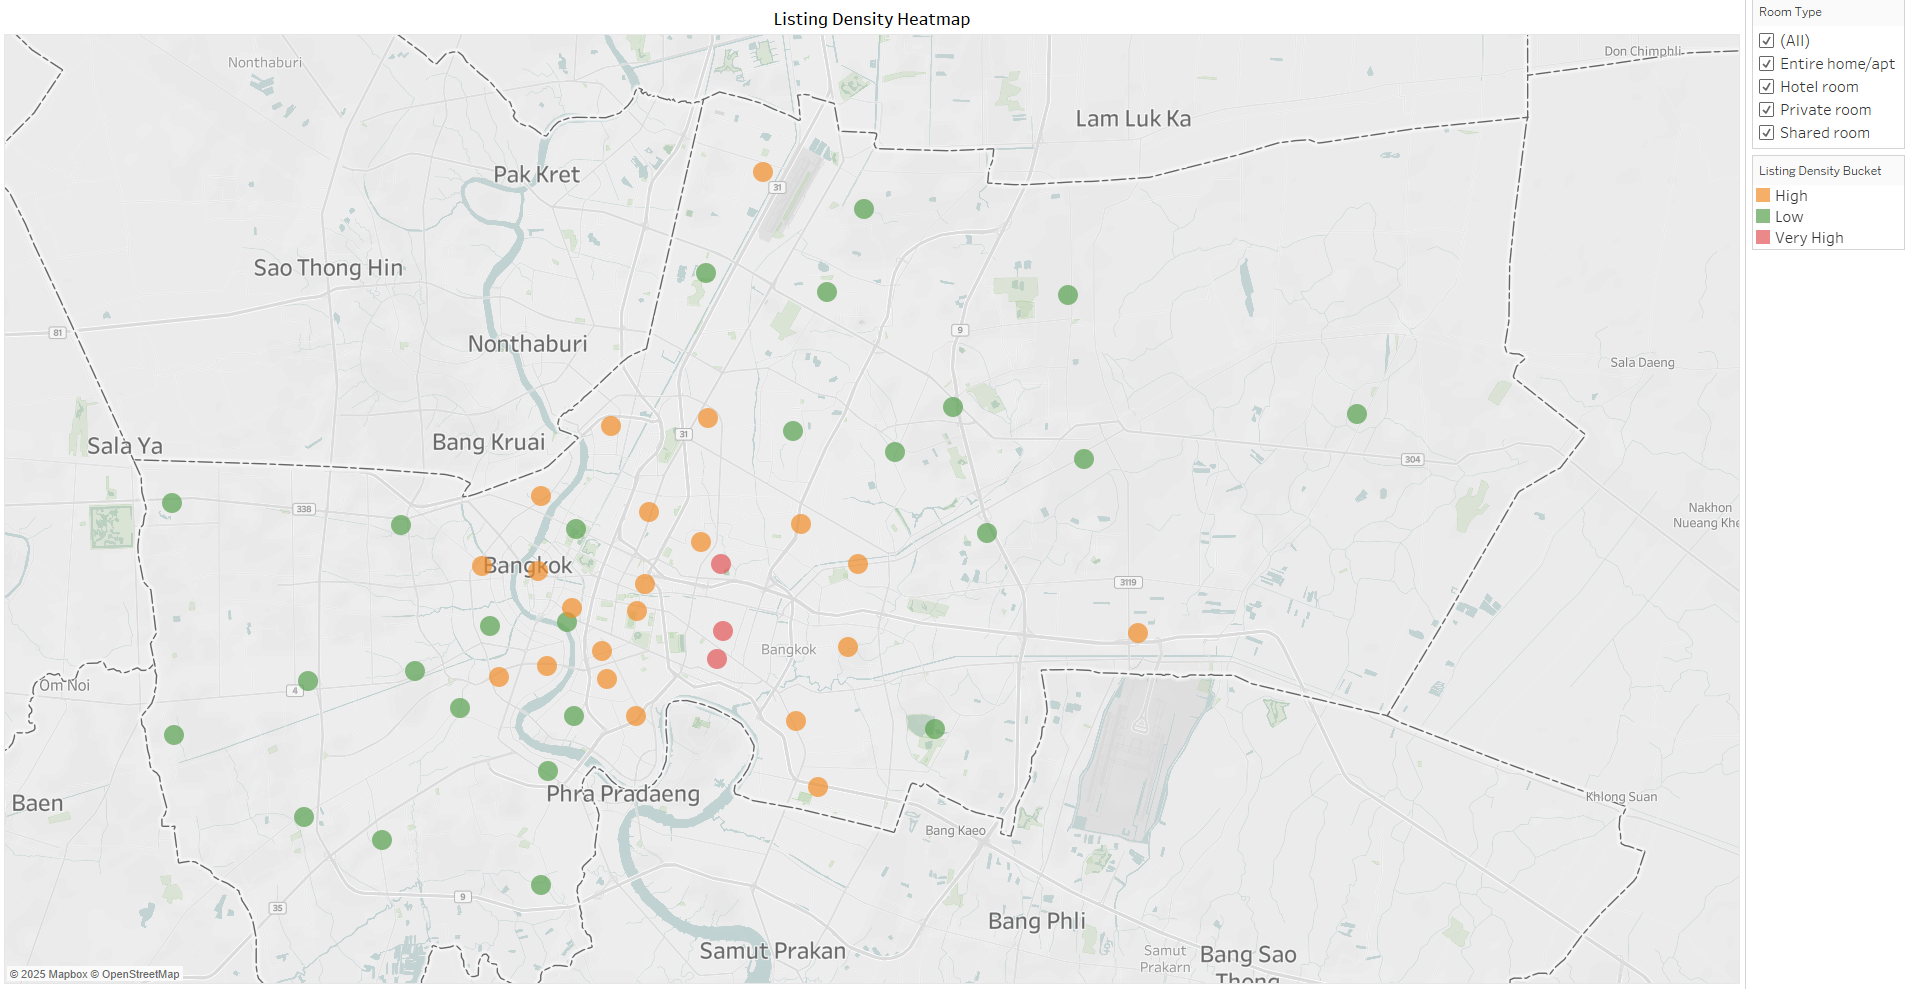 Listing Density Heatmap
Nonthaburi
Don Chimphli
Lam Luk Ka
Pak Kret
31
Sao Thong Hin
81
Nonthaburi
9
Sala Daeng
Sala Ya
Bang Kruai
31
304
338
Nakhon
Nueang Khe
Bangkok
3119
Bangkok
Om Noi
4
Baen
Phra Pradaeng
Khlong Suan
Bang Kaeo
9
35
Bang Phli
Samut Prakan
Samut
Prakarn
Bang Sao
Thong
© 2025 Mapbox © OpenStreetMap
Room Type
(All)
Entire home/apt
Hotel room
Private room
Shared room
Listing Density Bucket
High
Low
Very High